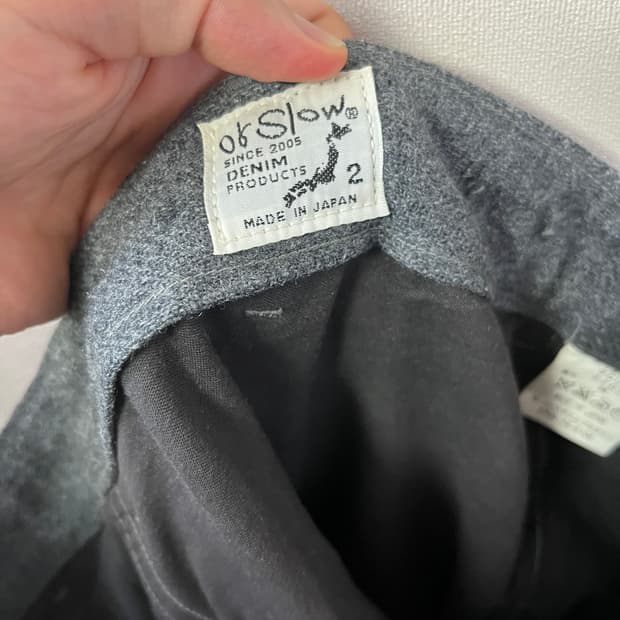 orSlow®
SINCE 2005
DENIM
PRODUCTS
2
MADE IN JAPAN